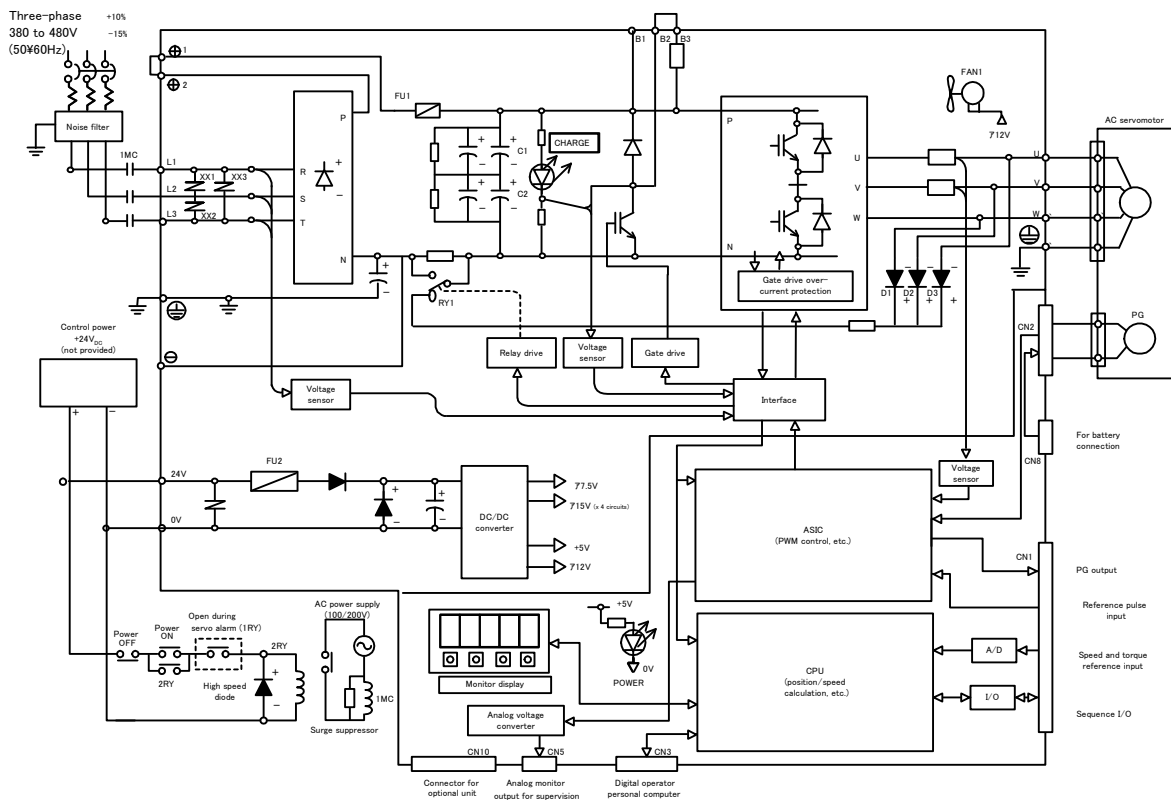 Three-phase +10%
380 to 480V -15%
(50¥60Hz)
Noise filter
1MC
L1
L2
L3
XX1
XX3
XX2
1
2
R
S
T
P
N
+
-
FU1
+
+
-
-
C1
+
+
-
-
C2
CHARGE
B1
B2
B3
P
N
Gate drive over-
current protection
FAN1
712V
AC servomotor
U
V
W
U
V
W
D1
D2
D3
-
-
-
+
+
+
+
-
RY1
Relay drive
Voltage
sensor
Gate drive
Interface
Voltage
sensor
CN2
PG
For battery
connection
CN8
Voltage
sensor
Control power
+24VDC
(not provided)
+
-
24V
0V
FU2
+
-
+
-
DC/DC
converter
77.5V
715V (x 4 circuits)
+5V
712V
ASIC
(PWM control, etc.)
CN1
PG output
Reference pulse
input
A/D
Speed and torque
reference input
I/O
Sequence I/O
CPU
(position/speed
calculation, etc.)
Power
OFF
Power
ON
Open during
servo alarm (1RY)
2RY
2RY
High speed
diode
+
-
AC power supply
(100/200V)
1MC
Surge suppressor
Monitor display
+5V
0V
POWER
Analog voltage
converter
CN10
CN5
CN3
Connector for
optional unit
Analog monitor
output for supervision
Digital operator
personal computer